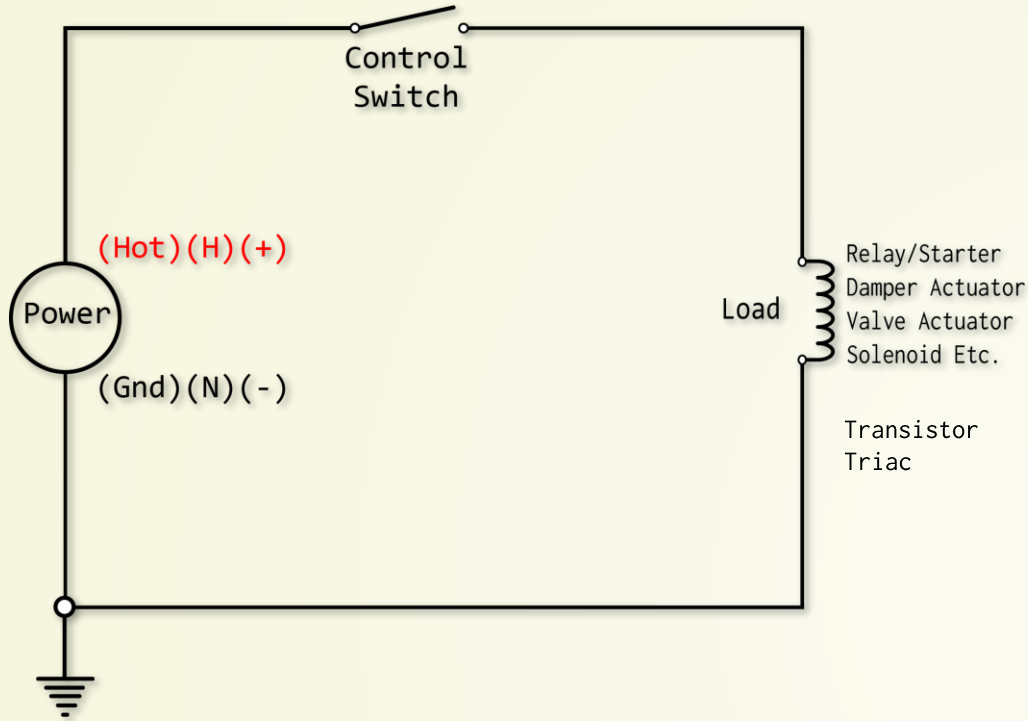 Control
Switch
(Hot)(H)(+)
Power
(Gnd)(N)(-)
Load
Relay/Starter
Damper Actuator
Valve Actuator
Solenoid Etc.
Transistor
Triac